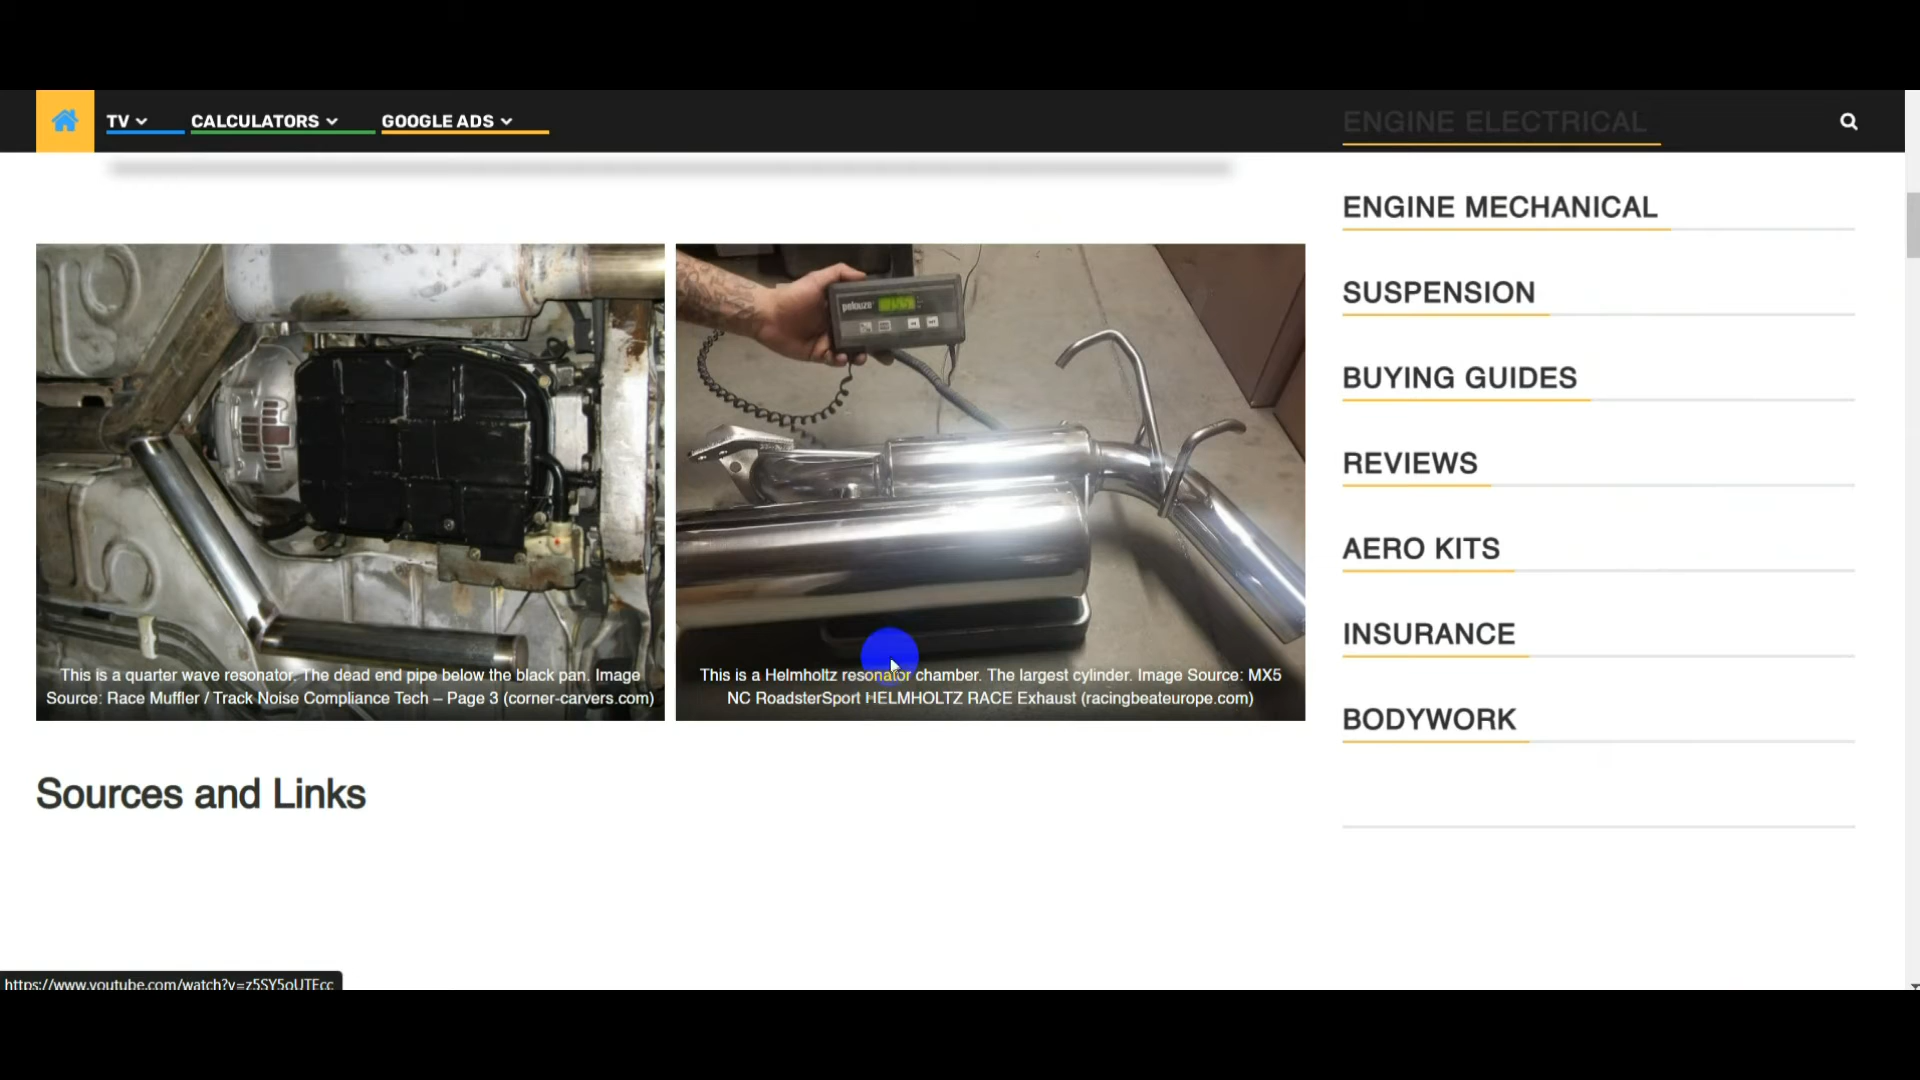 TV
CALCULATORS
GOOGLE ADS
ENGINE ELECTRICAL
ENGINE MECHANICAL
SUSPENSION
BUYING GUIDES
REVIEWS
AERO KITS
INSURANCE
BODYWORK
pelouze
This is a quarter wave resonator. The dead end pipe below the black pan. Image
Source: Race Muffler / Track Noise Compliance Tech – Page 3 (corner-carvers.com)
This is a Helmholtz resonator chamber. The largest cylinder. Image Source: MX5
NC RoadsterSport HELMHOLTZ RACE Exhaust (racingbeateurope.com)
Sources and Links
https://www.youtube.com/watch?v=z5SY5oUTEcc